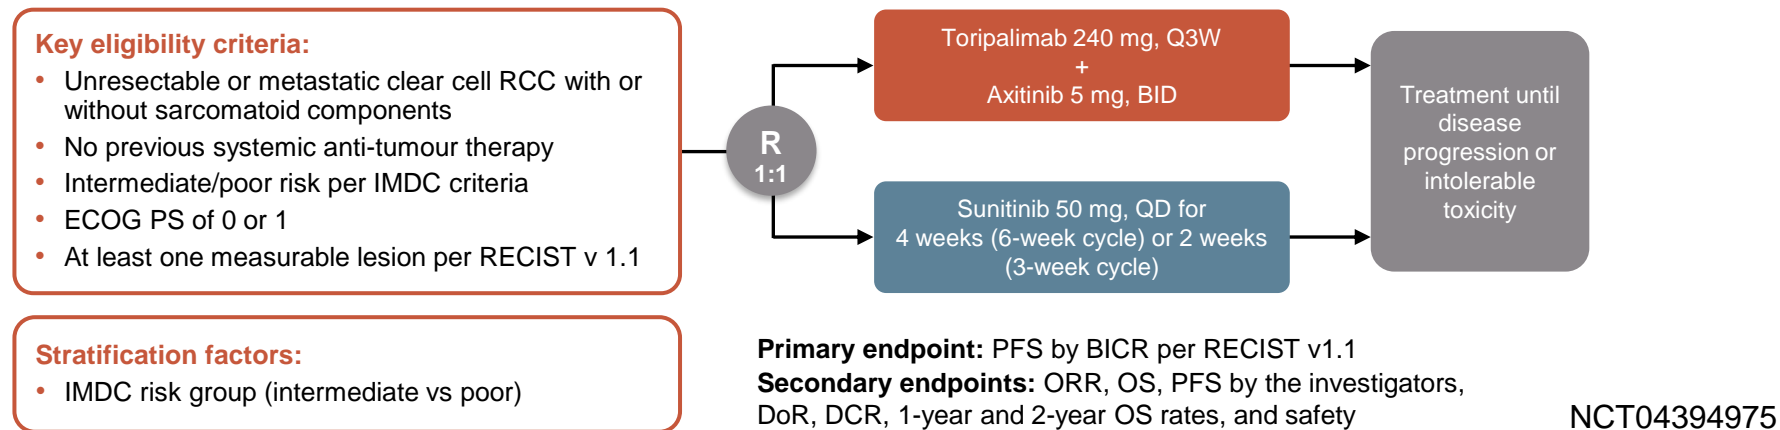 Key eligibility criteria:
• Unresectable or metastatic clear cell RCC with or
without sarcomatoid components
• No previous systemic anti-tumour therapy
• Intermediate/poor risk per IMDC criteria
• ECOG PS of 0 or 1
• At least one measurable lesion per RECIST v 1.1
Stratification factors:
• IMDC risk group (intermediate vs poor)
R
1:1
Toripalimab 240 mg, Q3W
+
Axitinib 5 mg, BID
Sunitinib 50 mg, QD for
4 weeks (6-week cycle) or 2 weeks
(3-week cycle)
Treatment until
disease
progression or
intolerable
toxicity
Primary endpoint: PFS by BICR per RECIST v1.1
Secondary endpoints: ORR, OS, PFS by the investigators,
DoR, DCR, 1-year and 2-year OS rates, and safety
NCT04394975